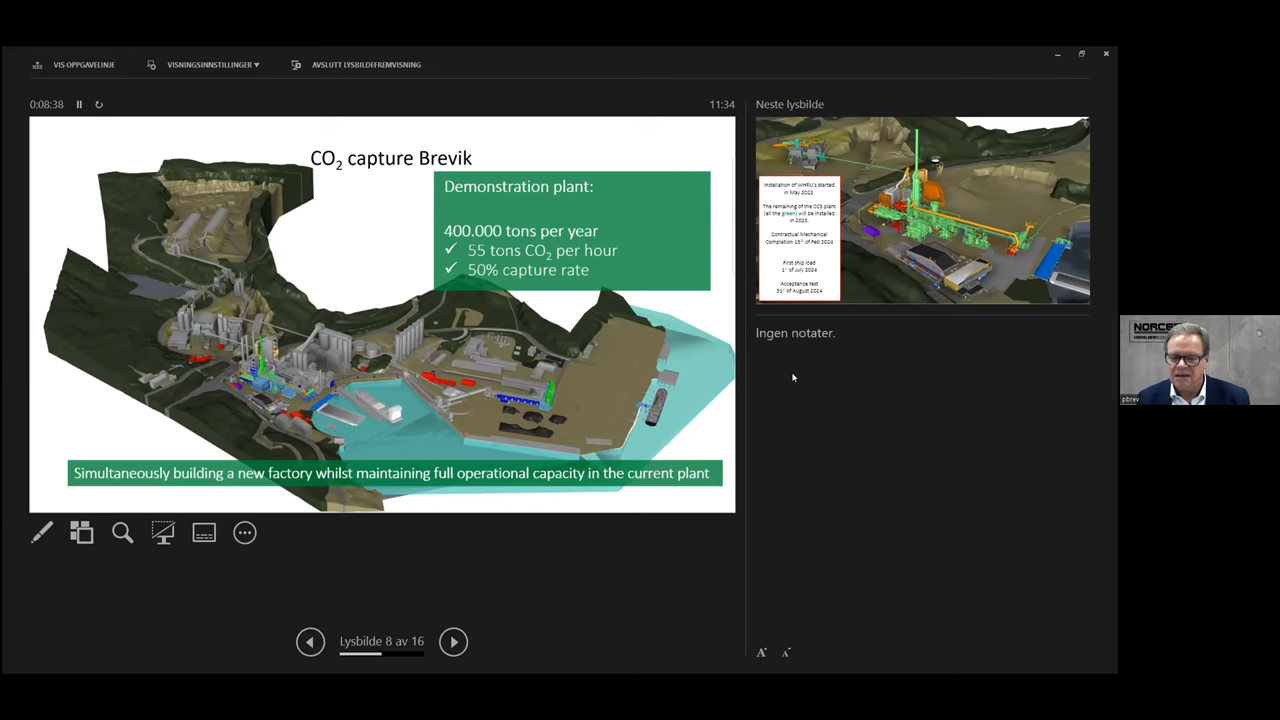 VIS OPPGAVELINJE
VISNINGSINNSTILLINGER ▾
AVSLUTT LYSBILDEFREMVISNING
0:08:38
11:34
CO₂ capture Brevik
Demonstration plant:
400.000 tons per year
✓ 55 tons CO₂ per hour
✓ 50% capture rate
Simultaneously building a new factory whilst maintaining full operational capacity in the current plant
Lysbilde 8 av 16
Neste lysbilde
Installation of WHRU's started
in May 2022.
The remaining of the CCS plant
(all the green) will be installed
in 2023.
Contractual Mechanical
Completion 15th of Feb 2024
First ship load
1st of July 2024
Acceptance test
31st of August 2024
Ingen notater.
A
A
NORCE
pbrev